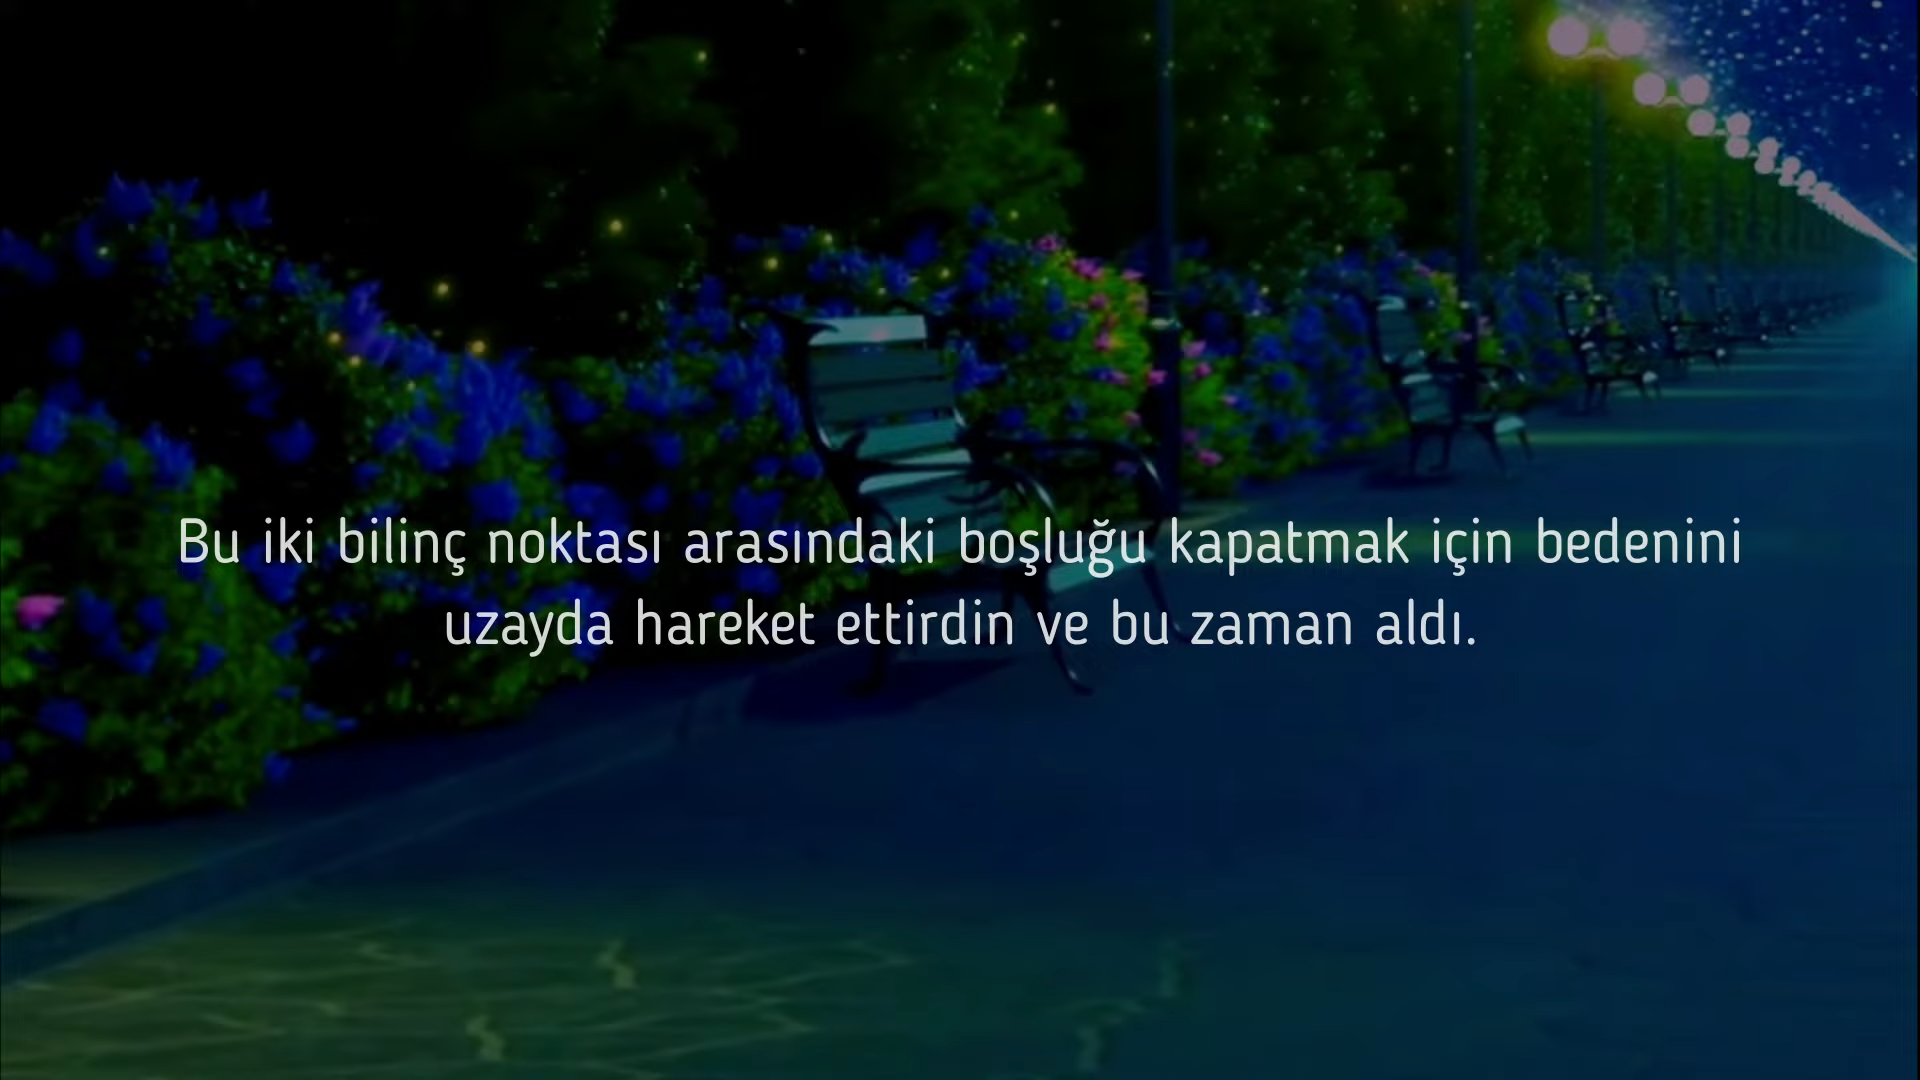 Bu iki bilinç noktası arasındaki boşluğu kapatmak için bedenini
uzayda hareket ettirdin ve bu zaman aldı.